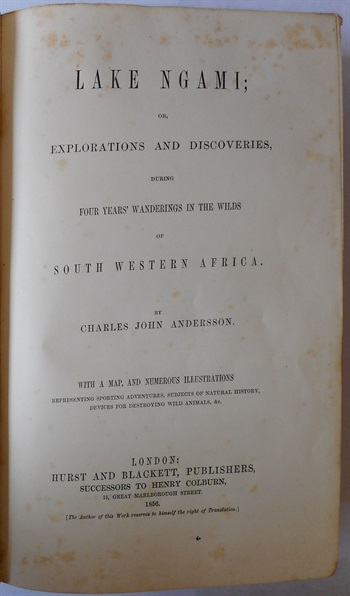 LAKE NGAMI;
OR,
EXPLORATIONS AND DISCOVERIES,
DURING
FOUR YEARS' WANDERINGS IN THE WILDS
OF
SOUTH WESTERN AFRICA.
BY
CHARLES JOHN ANDERSSON.
WITH A MAP, AND NUMEROUS ILLUSTRATIONS
REPRESENTING SPORTING ADVENTURES, SUBJECTS OF NATURAL HISTORY,
DEVICES FOR DESTROYING WILD ANIMALS, &c.
LONDON:
HURST AND BLACKETT, PUBLISHERS,
SUCCESSORS TO HENRY COLBURN,
13, GREAT MARLBOROUGH STREET.
1856.
[The Author of this Work reserves to himself the right of Translation.]